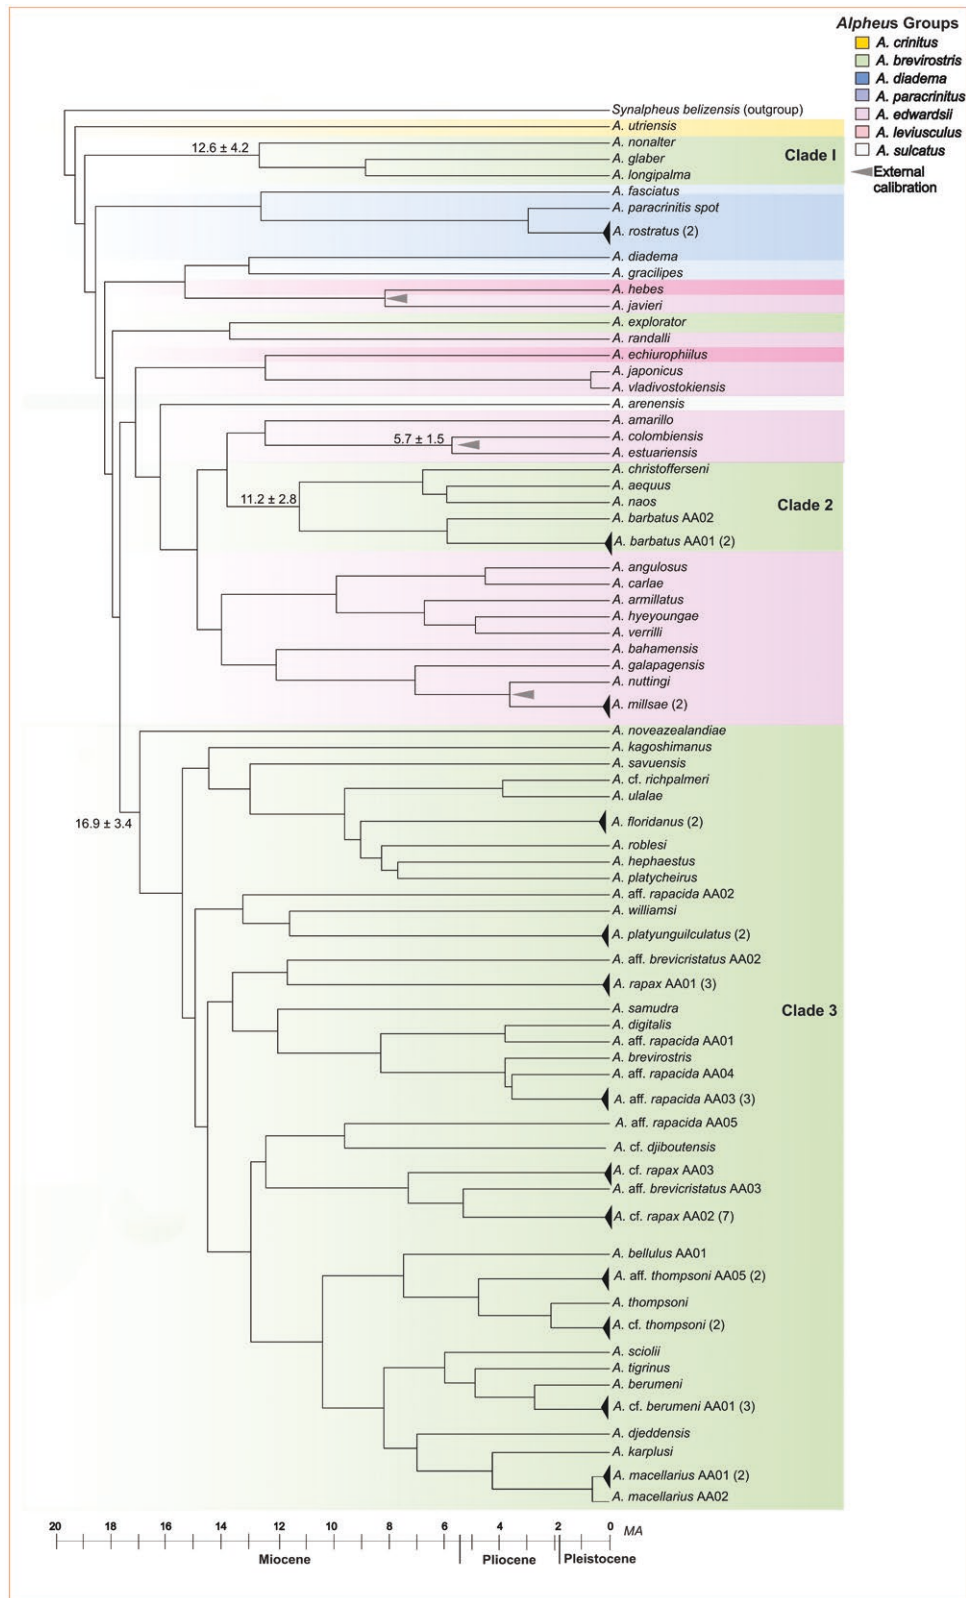 Alpheus Groups
A. crinitus
A. brevirostris
A. diadema
A. paracrinitus
A. edwardsii
A. leviusculus
A. sulcatus
External
calibration
Synalpheus belizensis (outgroup)
A. utriensis
12.6 ± 4.2
A. nonalter
Clade I
A. glaber
A. longipalma
A. fasciatus
A. paracrinitis spot
A. rostratus (2)
A. diadema
A. gracilipes
A. hebes
A. javieri
A. explorator
A. randalli
A. echiurophiilus
A. japonicus
A. vladivostokiensis
A. arenensis
A. amarillo
5.7 ± 1.5
A. colombiensis
A. estuariensis
A. christofferseni
A. aequus
11.2 ± 2.8
A. naos
Clade 2
A. barbatus AA02
A. barbatus AA01 (2)
A. angulosus
A. carlae
A. armillatus
A. hyeyoungae
A. verrilli
A. bahamensis
A. galapagensis
A. nuttingi
A. millsae (2)
A. noveazealandiae
A. kagoshimanus
A. savuensis
A. cf. richpalmeri
A. ulalae
16.9 ± 3.4
A. floridanus (2)
A. roblesi
A. hephaestus
A. platycheirus
A. aff. rapacida AA02
A. williamsi
A. platyunguilculatus (2)
A. aff. brevicristatus AA02
A. rapax AA01 (3)
A. samudra
Clade 3
A. digitalis
A. aff. rapacida AA01
A. brevirostris
A. aff. rapacida AA04
A. aff. rapacida AA03 (3)
A. aff. rapacida AA05
A. cf. djiboutensis
A. cf. rapax AA03
A. aff. brevicristatus AA03
A. cf. rapax AA02 (7)
A. bellulus AA01
A. aff. thompsoni AA05 (2)
A. thompsoni
A. cf. thompsoni (2)
A. sciolii
A. tigrinus
A. berumeni
A. cf. berumeni AA01 (3)
A. djeddensis
A. karplusi
A. macellarius AA01 (2)
A. macellarius AA02
20 18 16 14 12 10 8 6 4 2 0 MA
Miocene Pliocene Pleistocene